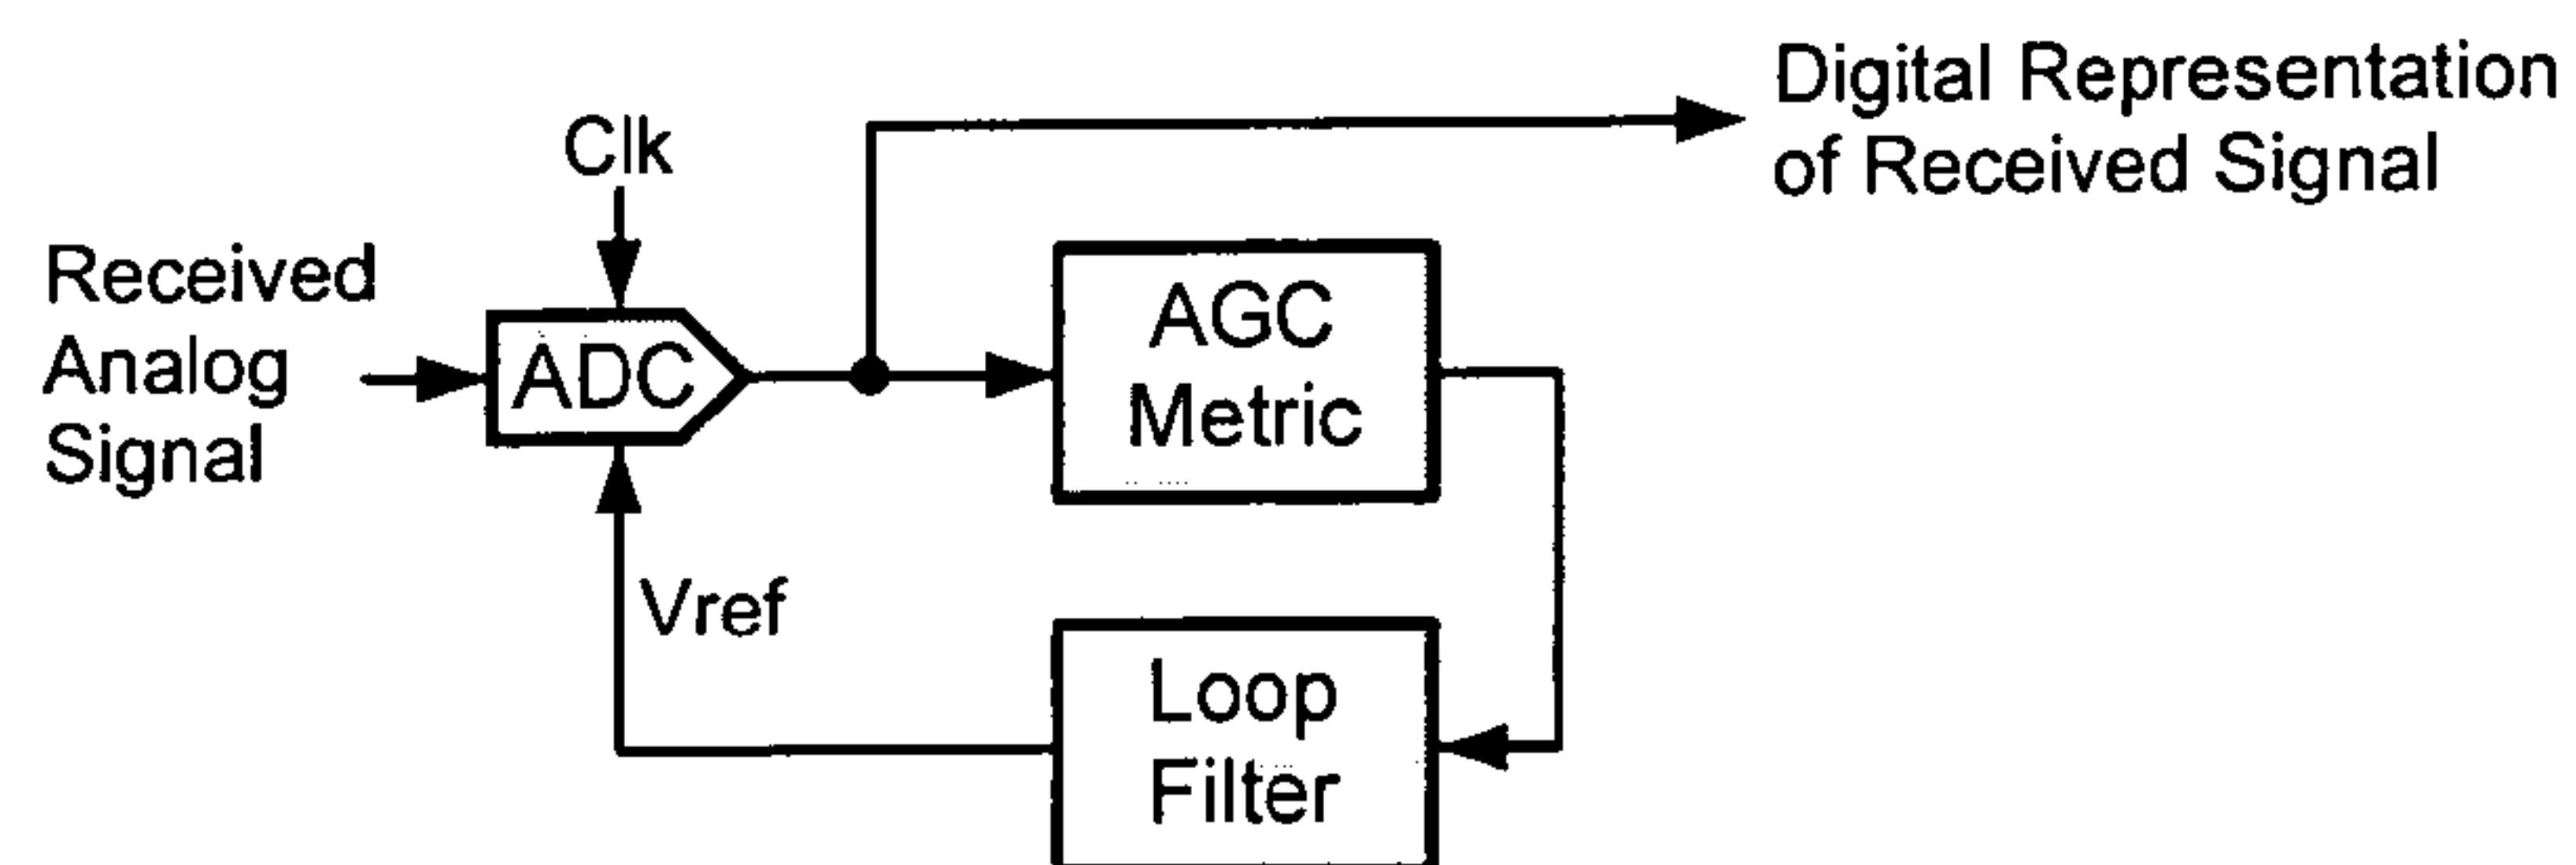 Digital Representation
of Received Signal
Clk
Received
Analog
Signal
ADC
AGC
Metric
Vref
Loop
Filter